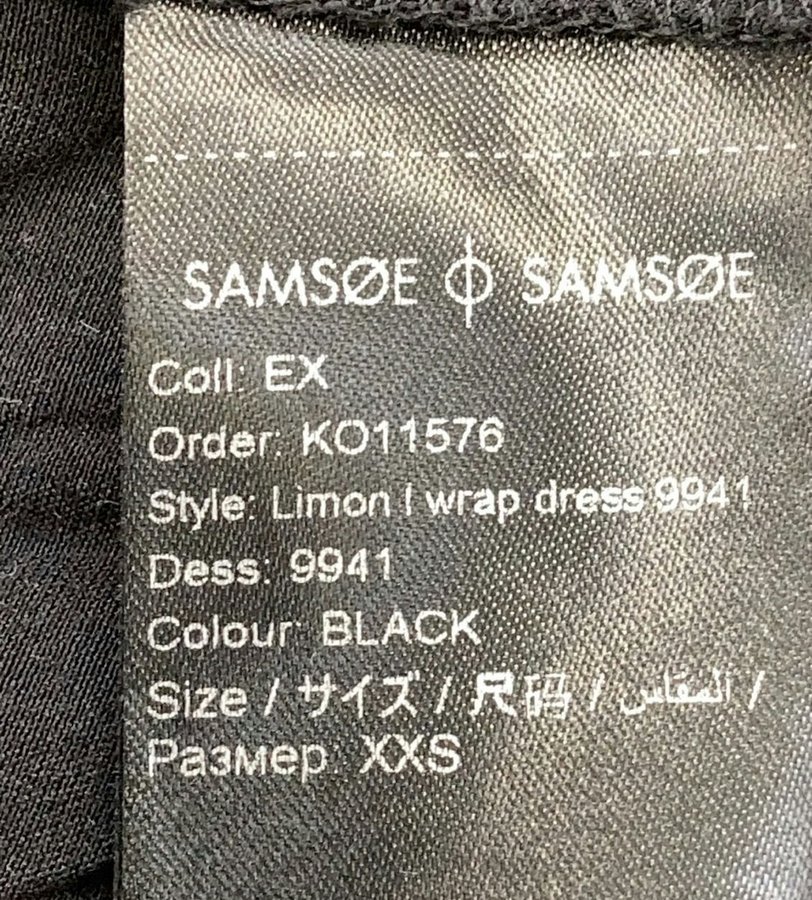 SAMSØE Φ SAMSØE
Coll: EX
Order: KO11576
Style: Limon l wrap dress 9941
Dess: 9941
Colour: BLACK
Size / サイズ / 尺码 / المقاس /
Размер: XXS